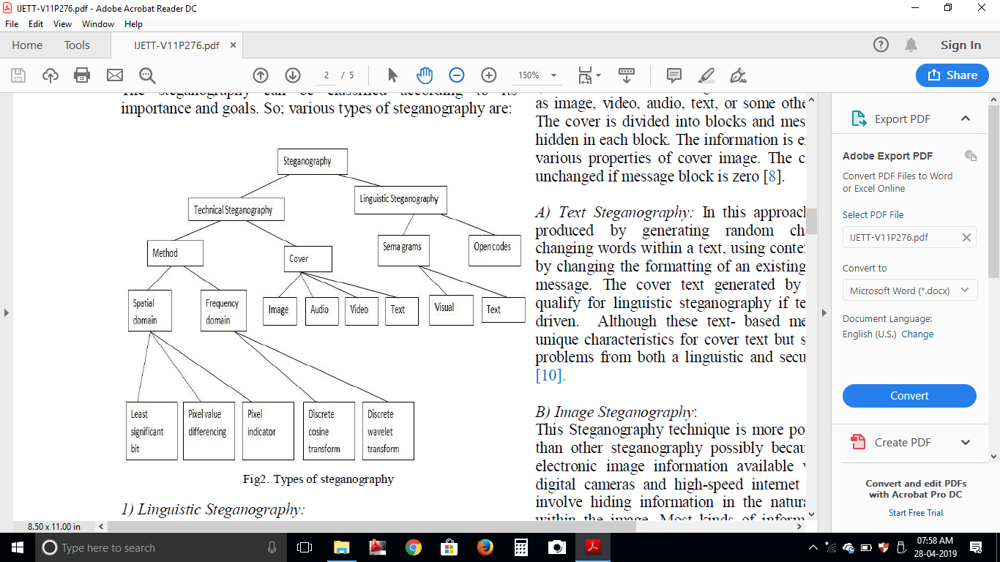 IJETT-V11P276.pdf - Adobe Acrobat Reader DC
File Edit View Window Help
Home Tools IJETT-V11P276.pdf × Sign In
2 / 5 150% Share
The steganography can be classified according to its
importance and goals. So; various types of steganography are:
Steganography
Technical Steganography
Linguistic Steganography
Method
Cover
Sema grams
Open codes
Spatial
domain
Frequency
domain
Image
Audio
Video
Text
Visual
Text
Least
significant
bit
Pixel value
differencing
Pixel
indicator
Discrete
cosine
transform
Discrete
wavelet
transform
Fig2. Types of steganography
1) Linguistic Steganography:
as image, video, audio, text, or some othe
The cover is divided into blocks and mes
hidden in each block. The information is e
various properties of cover image. The c
unchanged if message block is zero [8].
A) Text Steganography: In this approach
produced by generating random cha
changing words within a text, using conte
by changing the formatting of an existing
message. The cover text generated by
qualify for linguistic steganography if te
driven. Although these text- based me
unique characteristics for cover text but s
problems from both a linguistic and secu
[10].
B) Image Steganography:
This Steganography technique is more po
than other steganography possibly becau
electronic image information available
digital cameras and high-speed internet
involve hiding information in the natura
within the image. Most kinds of inform
Export PDF
Adobe Export PDF
Convert PDF Files to Word
or Excel Online
Select PDF File
IJETT-V11P276.pdf
Convert to
Microsoft Word (*.docx)
Document Language:
English (U.S.) Change
Convert
Create PDF
Convert and edit PDFs
with Acrobat Pro DC
Start Free Trial
8.50 x 11.00 in
Type here to search
07:58 AM
28-04-2019